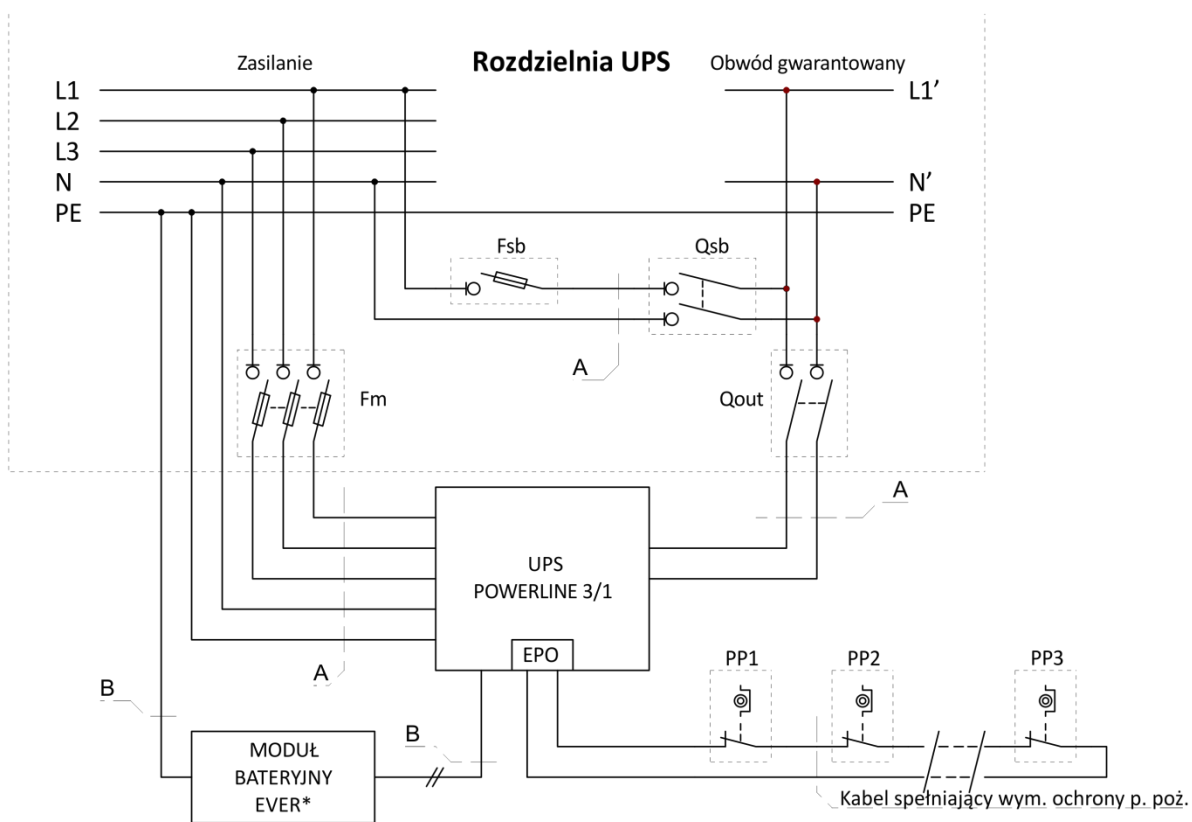 Zasilanie
Rozdzielnia UPS
Obwód gwarantowany
L1
L1’
L2
L3
N
N’
PE
PE
Fsb
Qsb
A
Fm
Qout
A
UPS
POWERLINE 3/1
EPO
PP1
PP2
PP3
A
B
B
MODUŁ
BATERYJNY
EVER*
Kabel spełniający wym. ochrony p. poż.